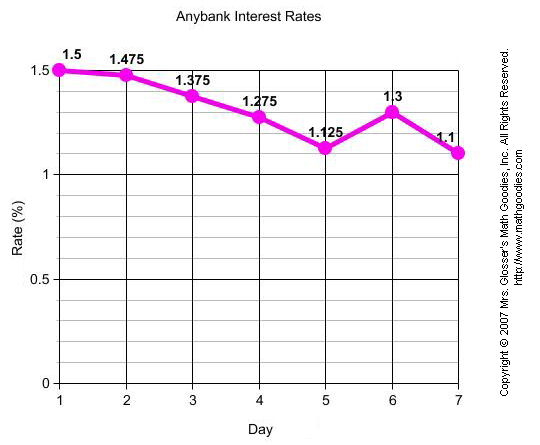 Anybank Interest Rates
1.5
1.475
1.375
1.275
1.125
1.3
1.1
1.5
1
0.5
0
Rate (%)
1 2 3 4 5 6 7
Day
Copyright © 2007 Mrs. Glosser's Math Goodies, Inc. All Rights Reserved.
http://www.mathgoodies.com